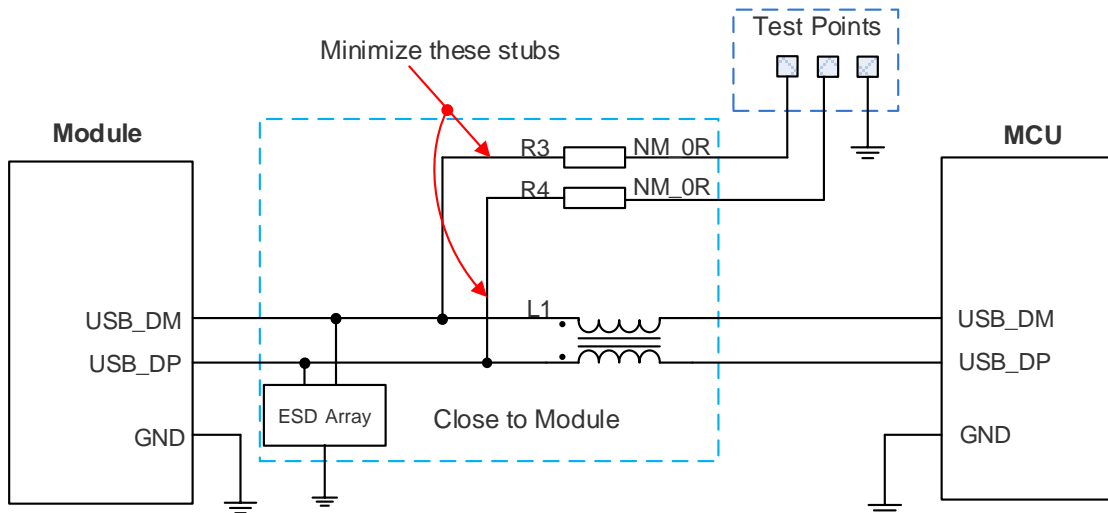 Test Points
Minimize these stubs
Module
MCU
R3 NM_0R
R4 NM_0R
L1
USB_DM USB_DM
USB_DP USB_DP
ESD Array
Close to Module
GND GND